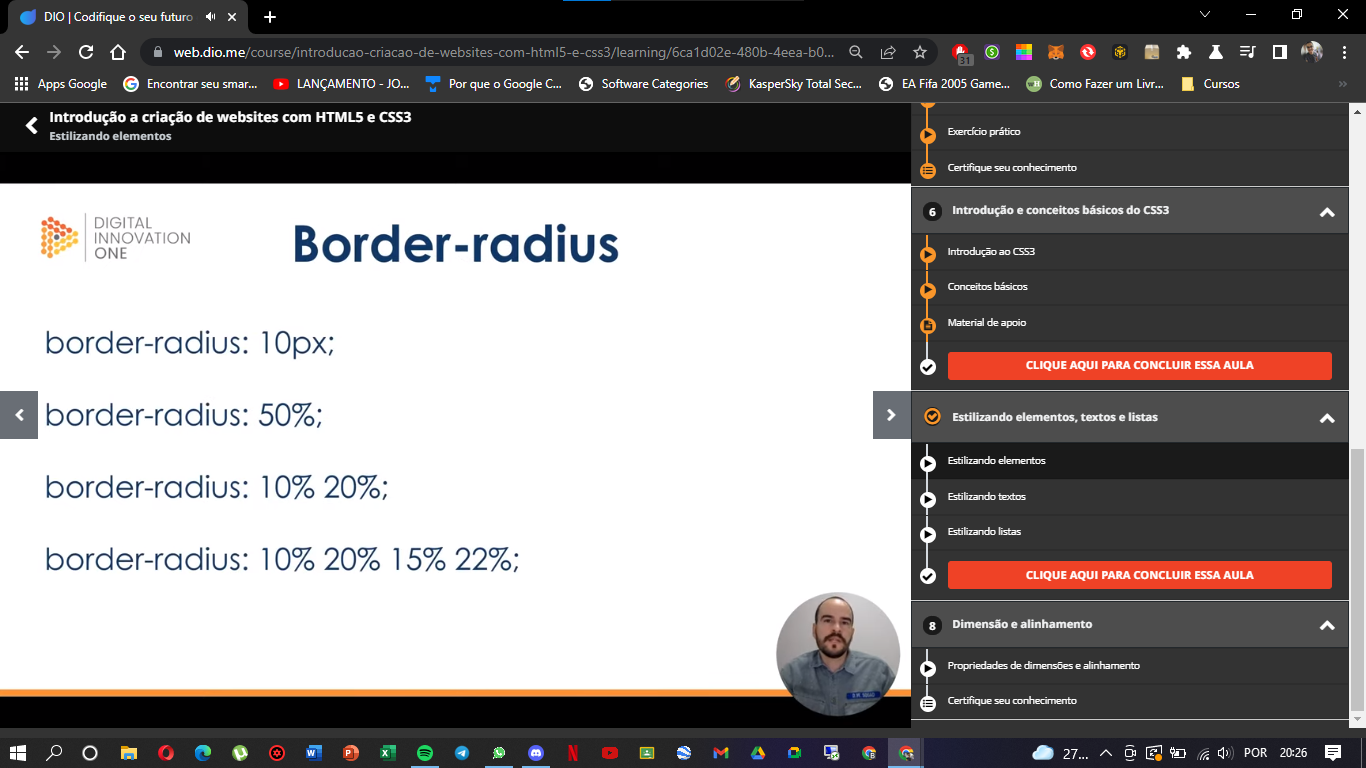 DIO | Codifique o seu futuro
web.dio.me/course/introducao-criacao-de-websites-com-html5-e-css3/learning/6ca1d02e-480b-4eea-b0...
31
Apps Google
Encontrar seu smar...
LANÇAMENTO - JO...
Por que o Google C...
Software Categories
KasperSky Total Sec...
EA Fifa 2005 Game...
Como Fazer um Livr...
Cursos
Introdução a criação de websites com HTML5 e CSS3
Estilizando elementos
DIGITAL
INNOVATION
ONE
Border-radius
border-radius: 10px;
border-radius: 50%;
border-radius: 10% 20%;
border-radius: 10% 20% 15% 22%;
Exercício prático
Certifique seu conhecimento
6 Introdução e conceitos básicos do CSS3
Introdução ao CSS3
Conceitos básicos
Material de apoio
CLIQUE AQUI PARA CONCLUIR ESSA AULA
Estilizando elementos, textos e listas
Estilizando elementos
Estilizando textos
Estilizando listas
CLIQUE AQUI PARA CONCLUIR ESSA AULA
8 Dimensão e alinhamento
Propriedades de dimensões e alinhamento
Certifique seu conhecimento
27...
POR
20:26